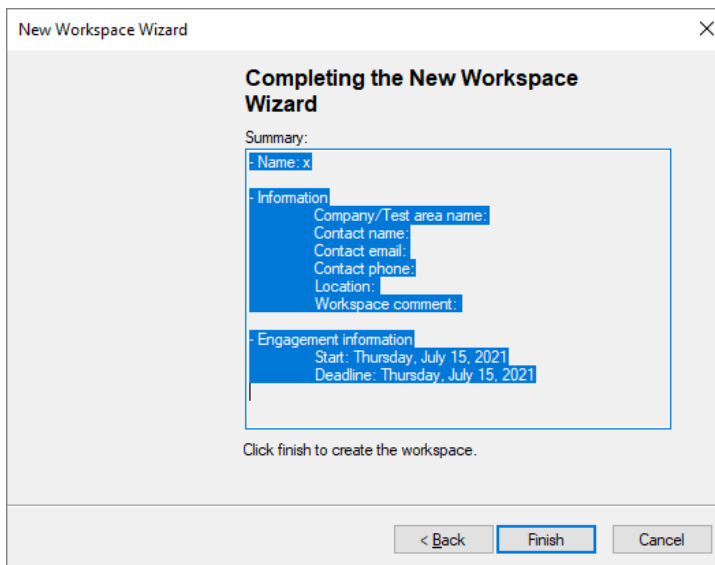 New Workspace Wizard
Completing the New Workspace
Wizard
Summary:
- Name: x
- Information
Company/Test area name:
Contact name:
Contact email:
Contact phone:
Location:
Workspace comment:
- Engagement information
Start: Thursday, July 15, 2021
Deadline: Thursday, July 15, 2021
Click finish to create the workspace.
< Back Finish Cancel